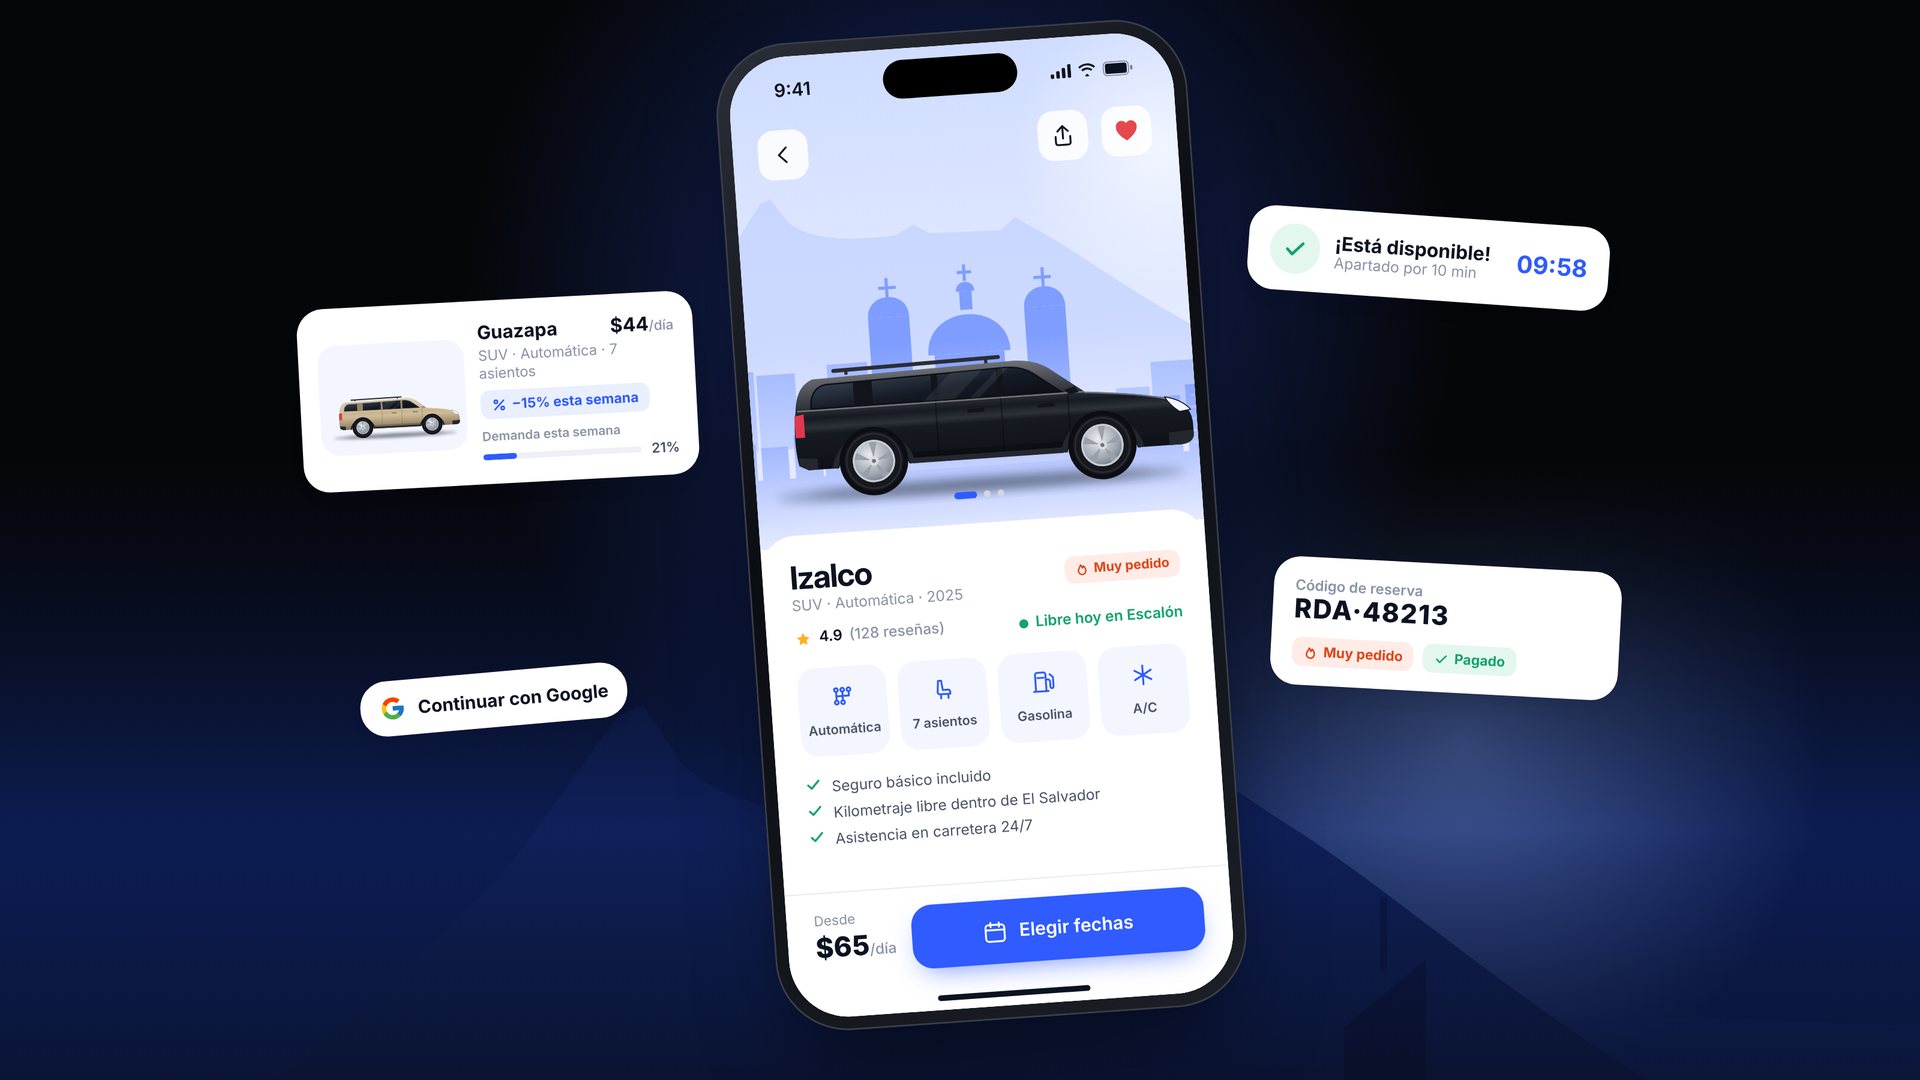 9:41
Guazapa
$44/día
SUV · Automática · 7
asientos
% −15% esta semana
Demanda esta semana
21%
Continuar con Google
Izalco
Muy pedido
SUV · Automática · 2025
4.9 (128 reseñas)
Libre hoy en Escalón
Automática
7 asientos
Gasolina
A/C
Seguro básico incluido
Kilometraje libre dentro de El Salvador
Asistencia en carretera 24/7
Desde
$65/día
Elegir fechas
¡Está disponible!
Apartado por 10 min
09:58
Código de reserva
RDA·48213
Muy pedido
Pagado